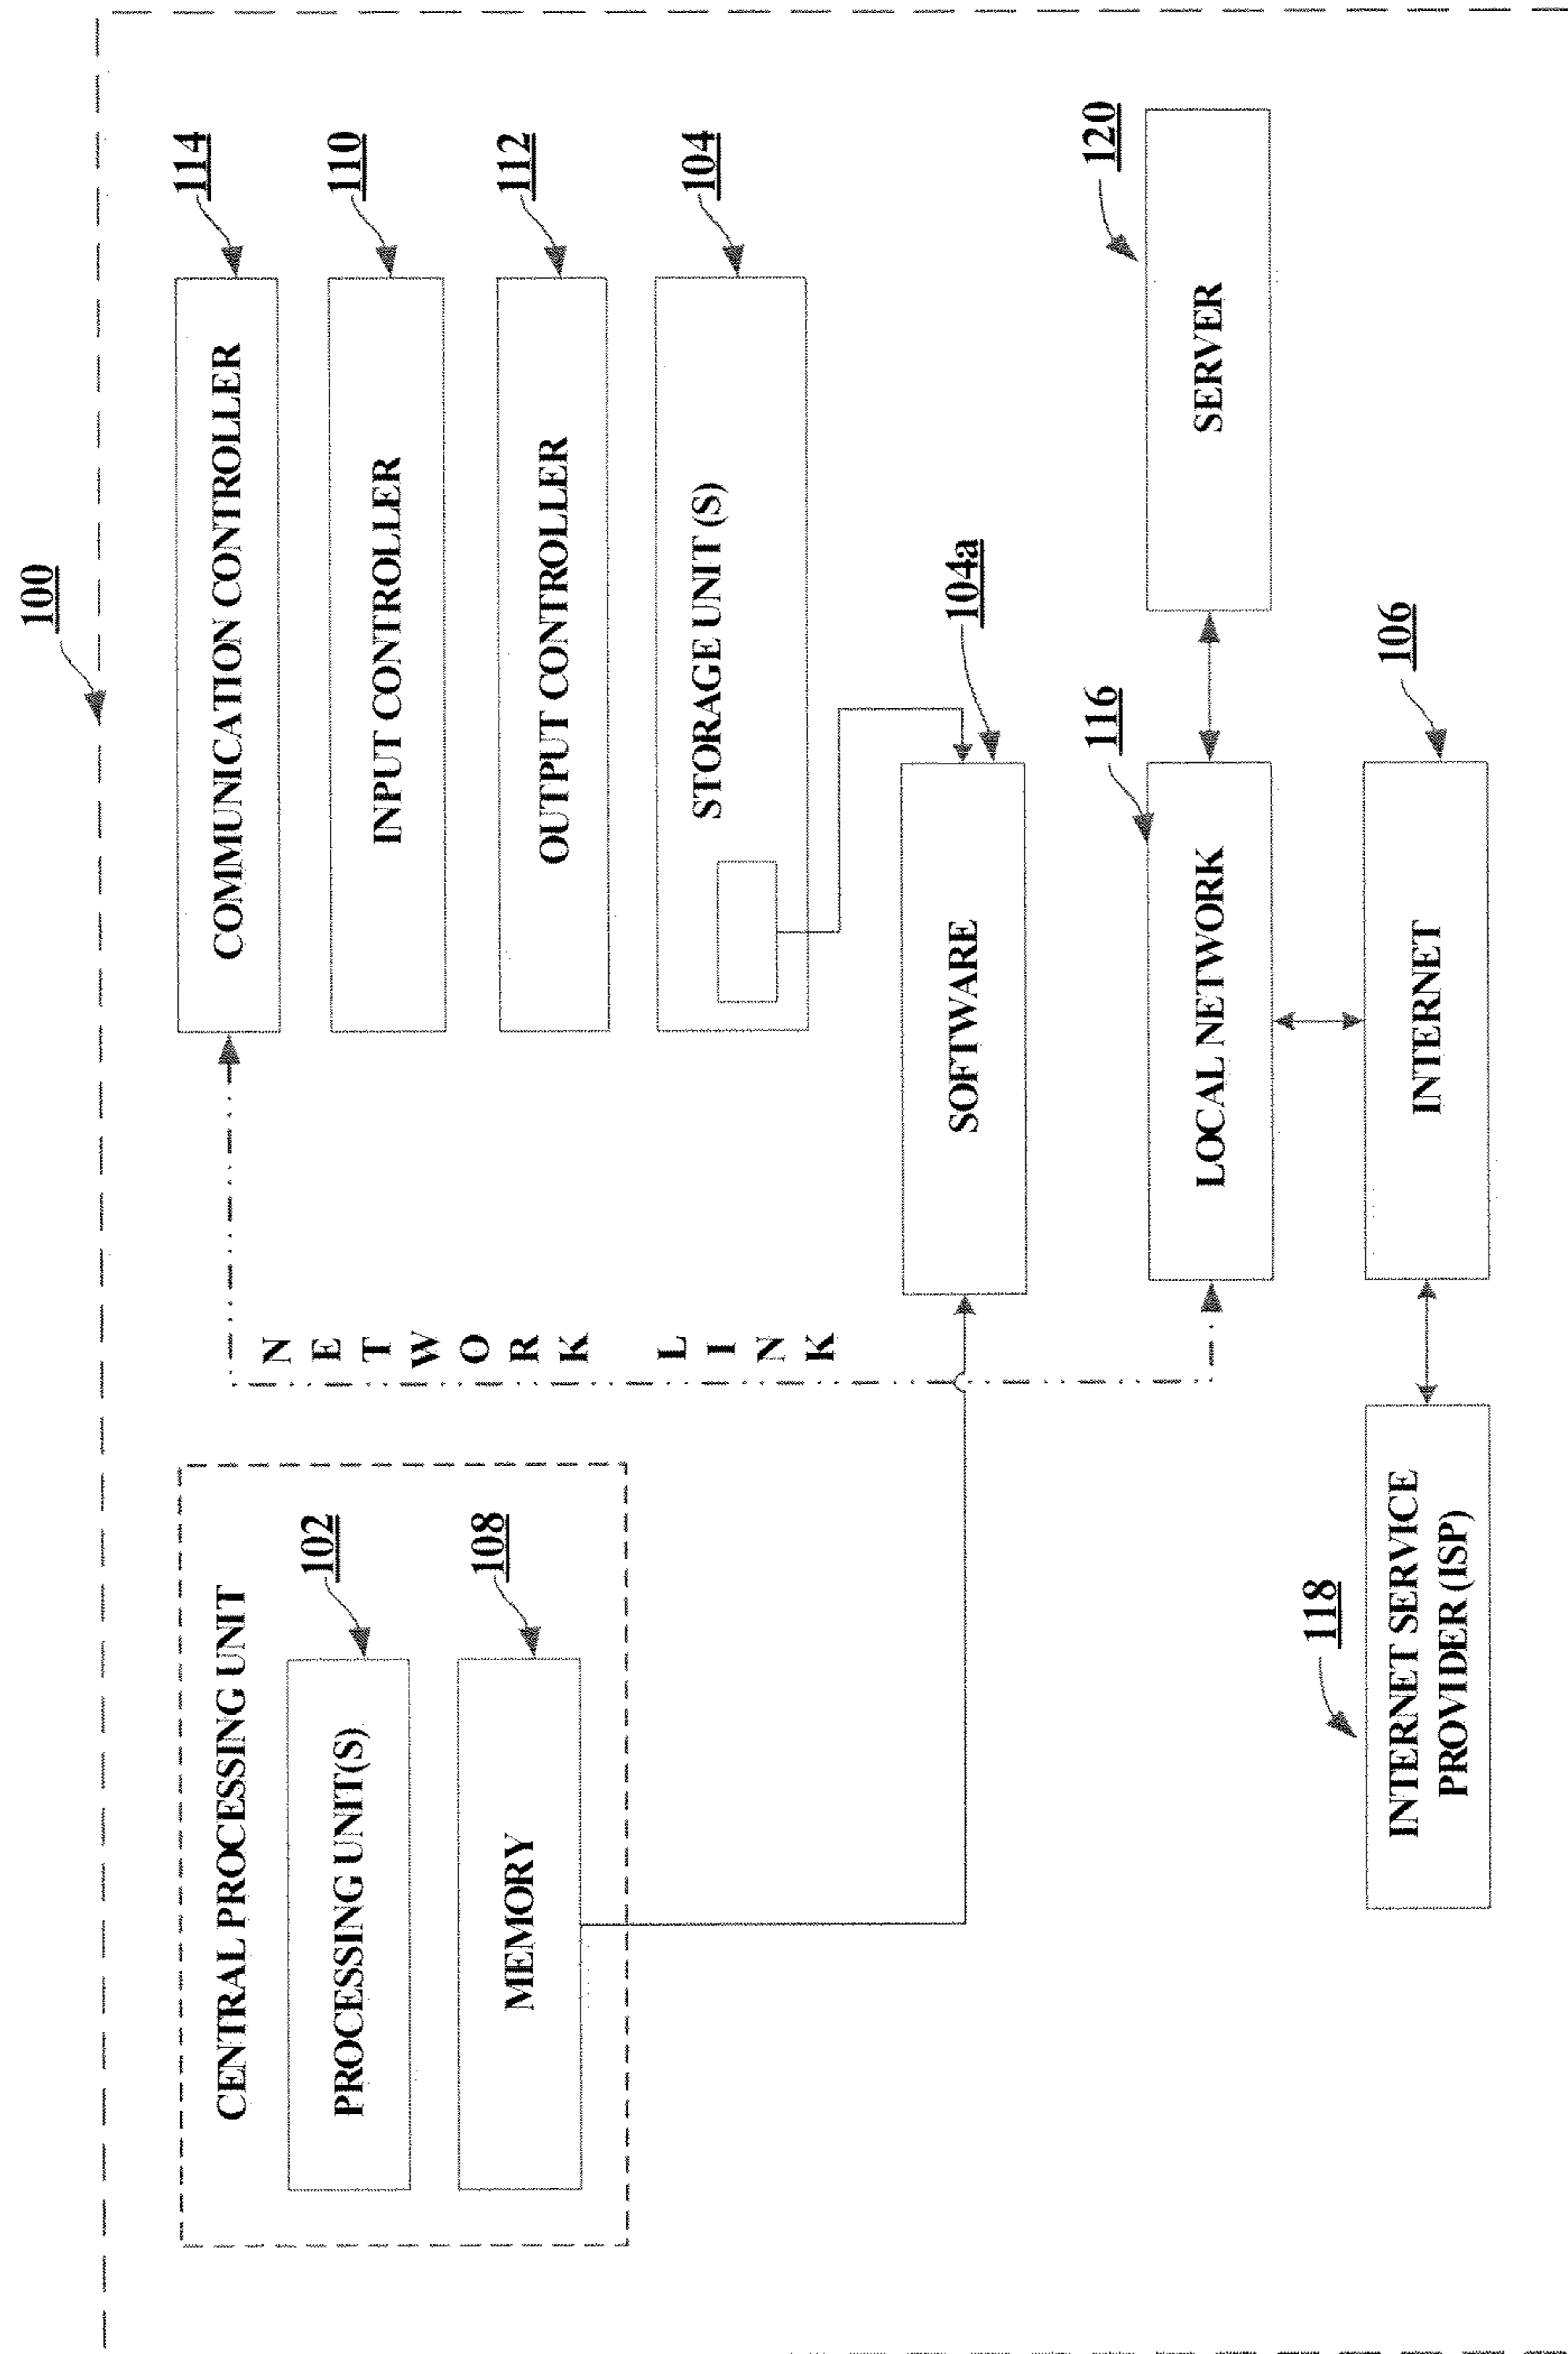 100
CENTRAL PROCESSING UNIT
102
PROCESSING UNIT(S)
108
MEMORY
NETWORK LINK
114
COMMUNICATION CONTROLLER
110
INPUT CONTROLLER
112
OUTPUT CONTROLLER
104
STORAGE UNIT (S)
104a
SOFTWARE
116
LOCAL NETWORK
120
SERVER
118
INTERNET SERVICE
PROVIDER (ISP)
106
INTERNET